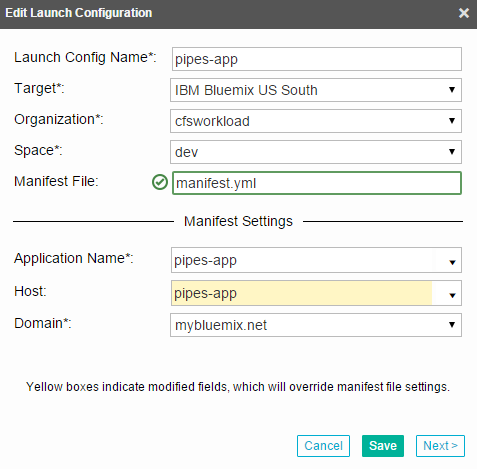 Edit Launch Configuration
Launch Config Name*: pipes-app
Target*: IBM Bluemix US South
Organization*: cfsworkload
Space*: dev
Manifest File: manifest.yml
Manifest Settings
Application Name*: pipes-app
Host: pipes-app
Domain*: mybluemix.net
Yellow boxes indicate modified fields, which will override manifest file settings.
Cancel Save Next >